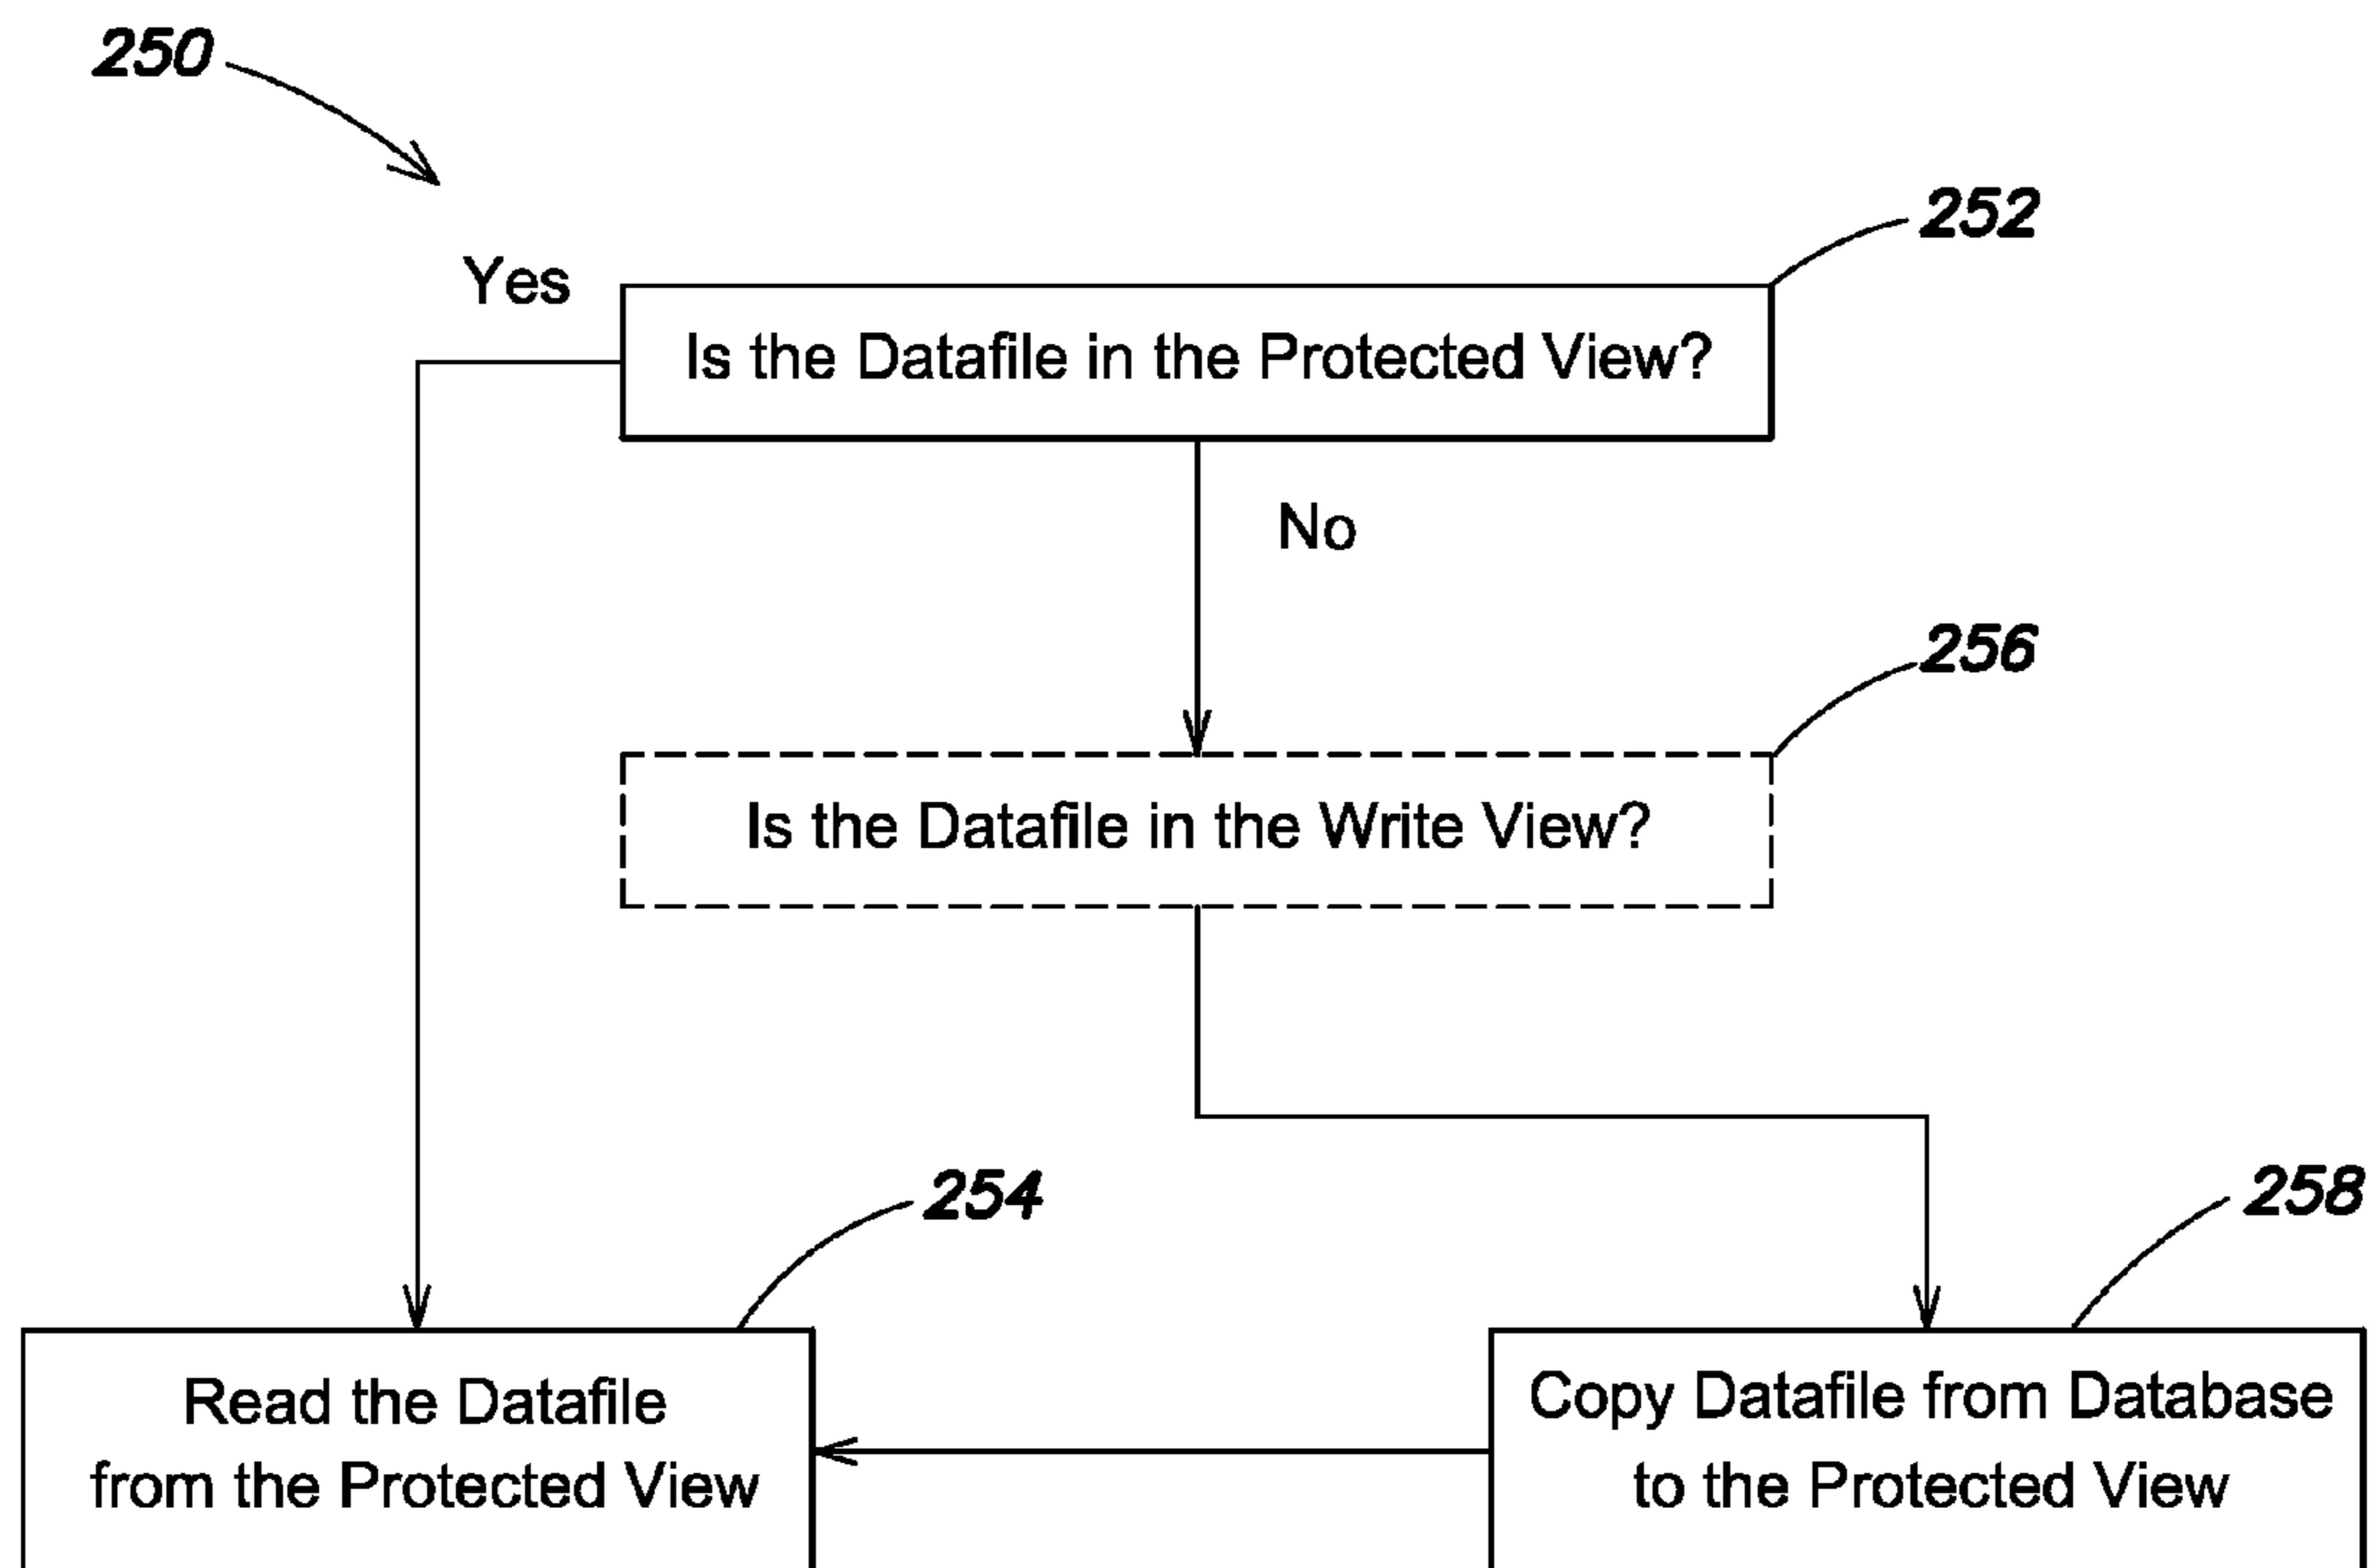 250
252
Yes
Is the Datafile in the Protected View?
No
256
Is the Datafile in the Write View?
254
258
Read the Datafile
from the Protected View
Copy Datafile from Database
to the Protected View